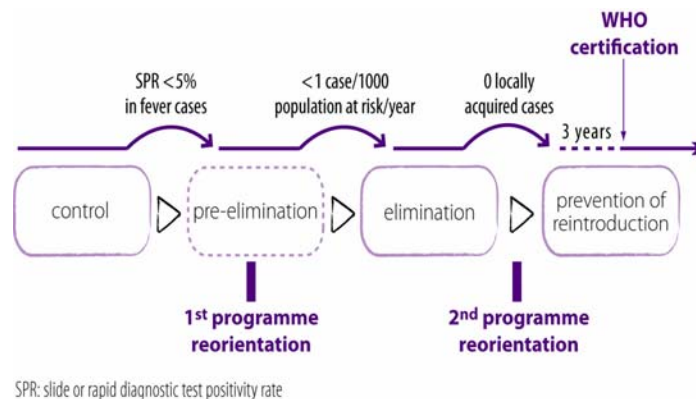 WHO
certification
SPR <5%
in fever cases
<1 case/1000
population at risk/year
0 locally
acquired cases
3 years
control
pre-elimination
elimination
prevention of
reintroduction
1st programme
reorientation
2nd programme
reorientation
SPR: slide or rapid diagnostic test positivity rate